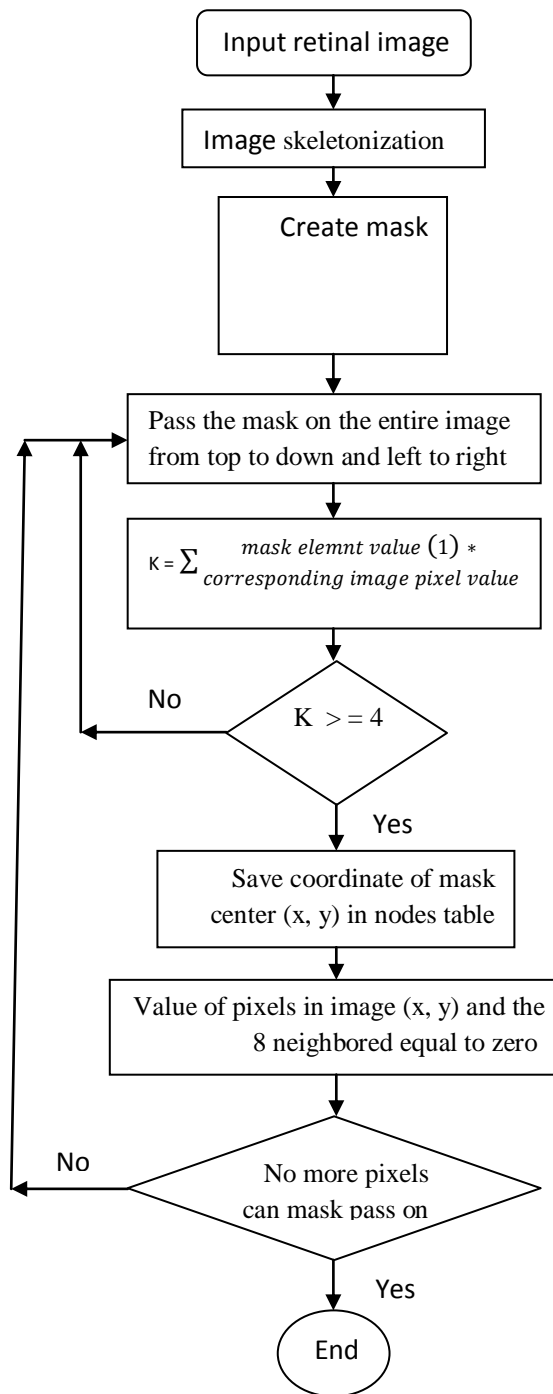 Input retinal image
Image skeletonization
Create mask
Pass the mask on the entire image
from top to down and left to right
K = ∑ mask elemnt value (1) *
corresponding image pixel value
No
K > = 4
Yes
Save coordinate of mask
center (x, y) in nodes table
Value of pixels in image (x, y) and the
8 neighbored equal to zero
No
No more pixels
can mask pass on
Yes
End